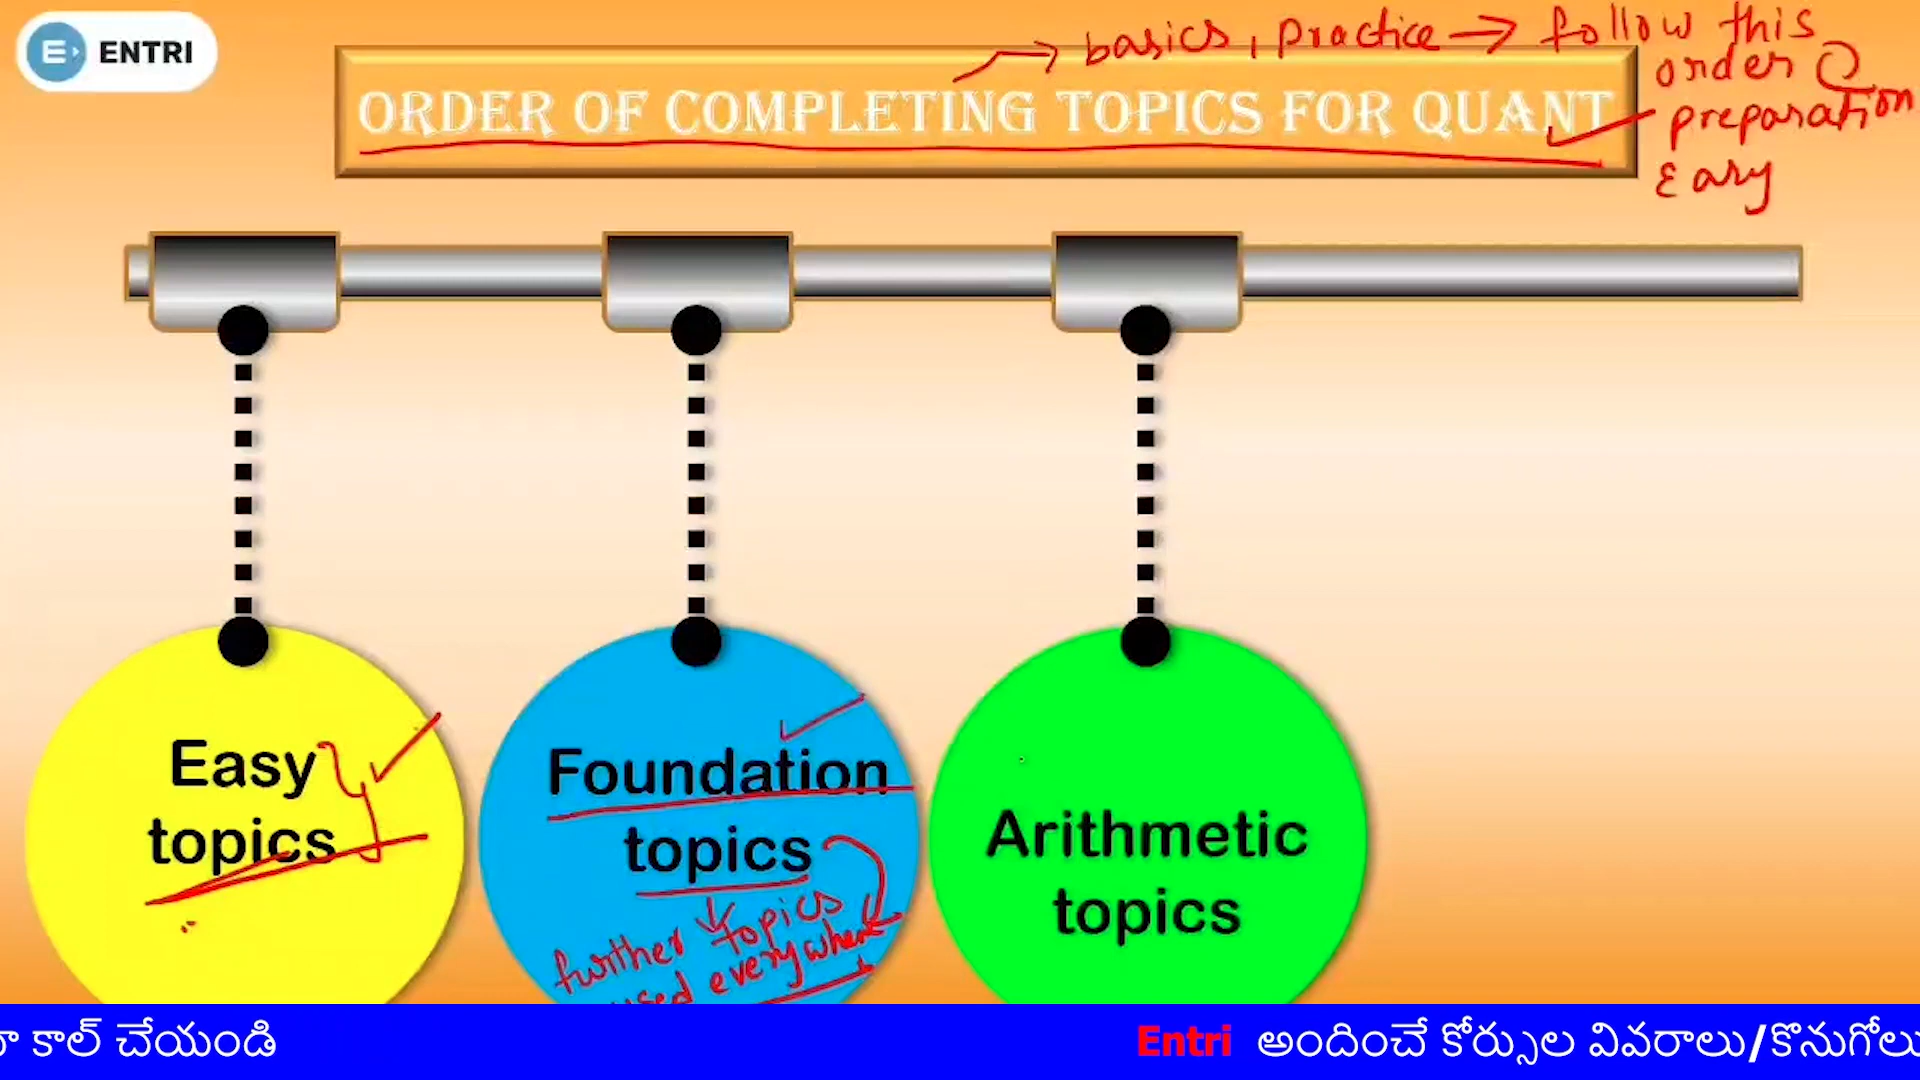 ENTRI
basics, practice → follow this
order
preparation
easy
ORDER OF COMPLETING TOPICS FOR QUANT
Easy
topics
Foundation
topics
further topics
used everywhere
Arithmetic
topics
కాల్ చేయండి
Entri అందించే కోర్సుల వివరాలు/కొనుగోలు